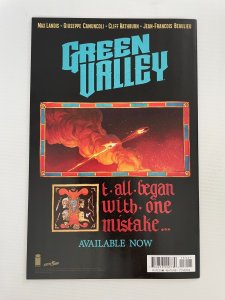 MAX LANDIS • GIUSEPPE CAMUNCOLI • CLIFF RATHBURN • JEAN-FRANCOIS BEAULIEU
GREEN VALLEY
It all began
with one
mistake...
AVAILABLE NOW